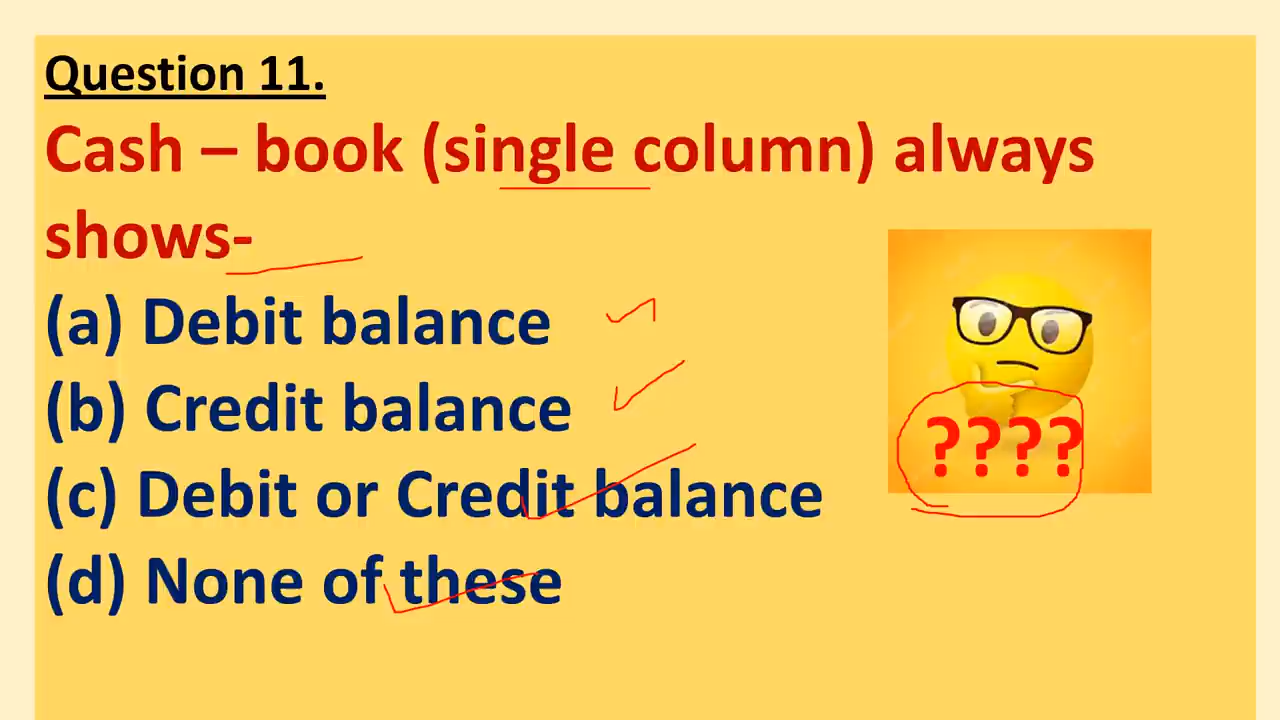 Question 11.
Cash – book (single column) always
shows-
(a) Debit balance
(b) Credit balance
(c) Debit or Credit balance
(d) None of these
????